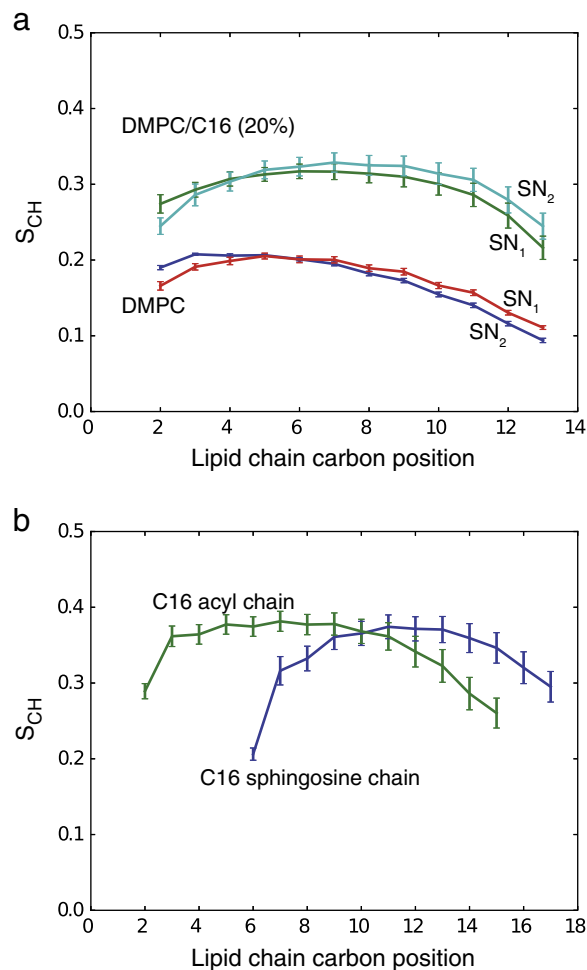 a
0.5
0.4
DMPC/C16 (20%)
0.3
SN2
SN1
S_CH
0.2
DMPC
SN1
SN2
0.1
0.0
0 2 4 6 8 10 12 14
Lipid chain carbon position
b
0.5
C16 acyl chain
0.4
0.3
S_CH
0.2
C16 sphingosine chain
0.1
0.0
0 2 4 6 8 10 12 14 16 18
Lipid chain carbon position